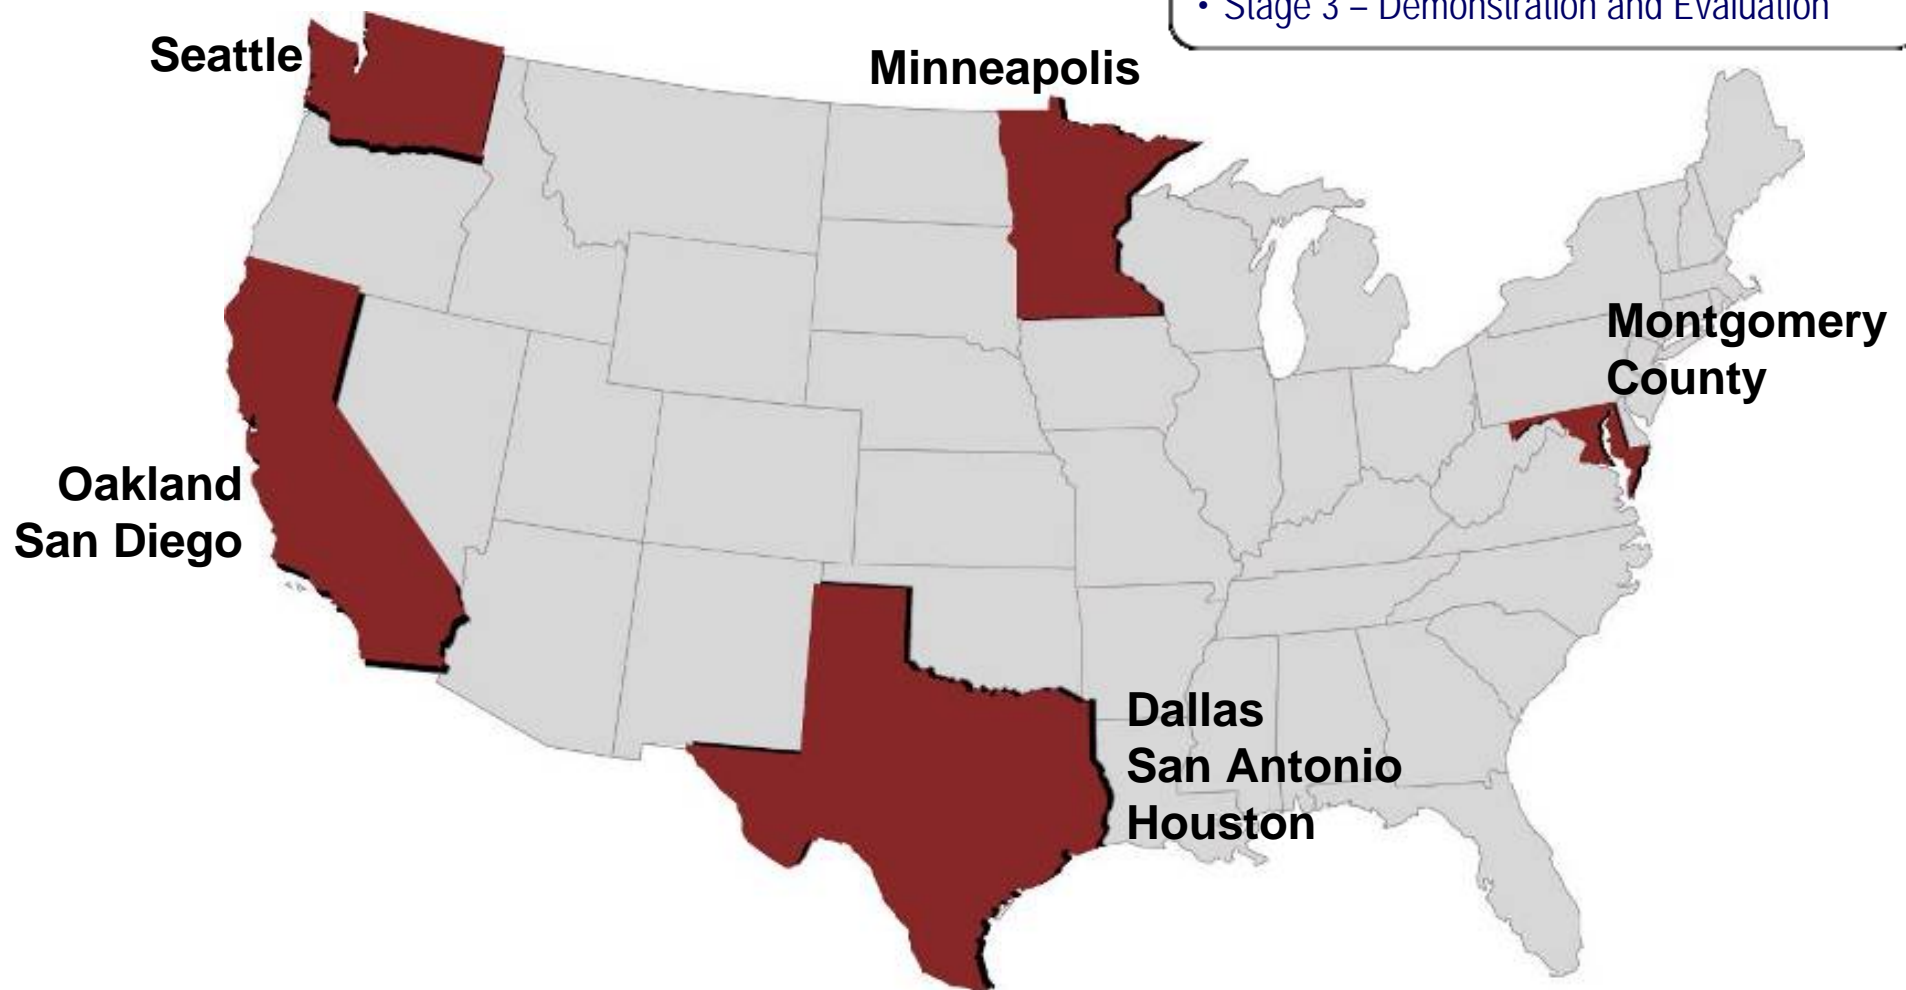 • Stage 3 – Demonstration and Evaluation
Seattle
Minneapolis
Montgomery
County
Oakland
San Diego
Dallas
San Antonio
Houston